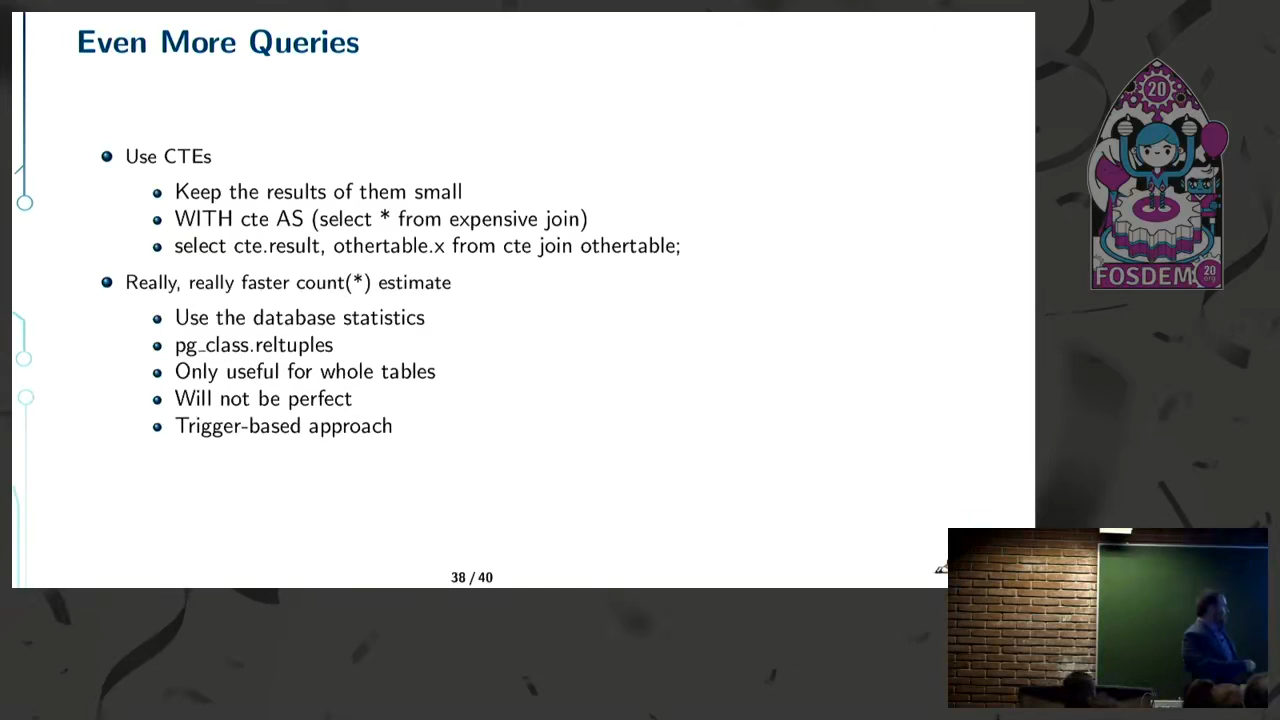 Even More Queries
Use CTEs
Keep the results of them small
WITH cte AS (select * from expensive join)
select cte.result, othertable.x from cte join othertable;
Really, really faster count(*) estimate
Use the database statistics
pg_class.reltuples
Only useful for whole tables
Will not be perfect
Trigger-based approach
38 / 40
20
FOSDEM
20
.org